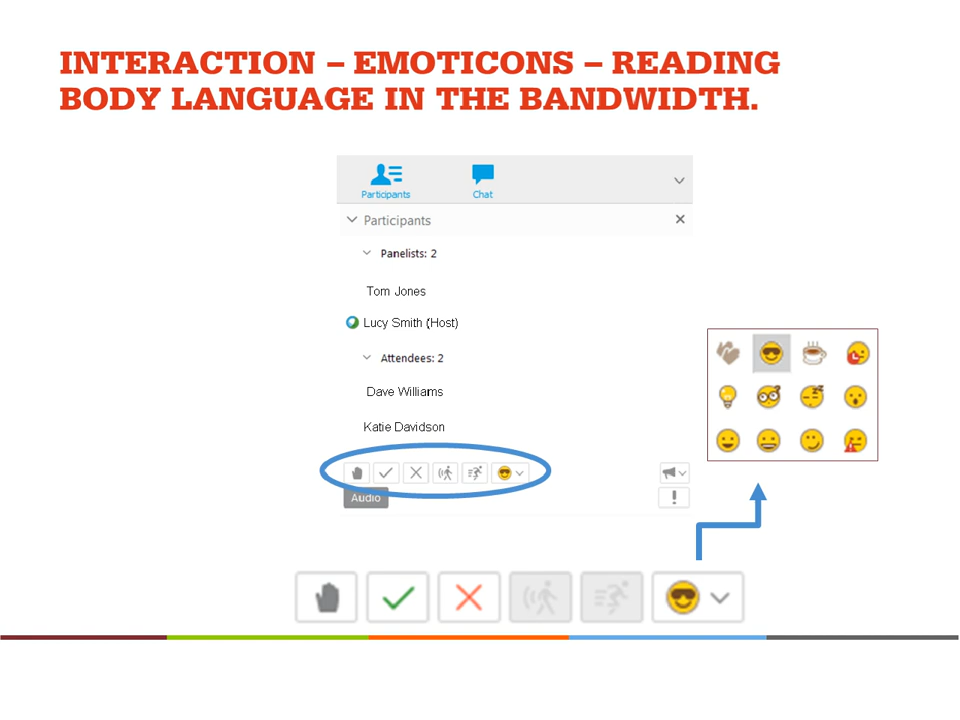 INTERACTION – EMOTICONS – READING
BODY LANGUAGE IN THE BANDWIDTH.
Participants Chat
Participants
Panelists: 2
Tom Jones
Lucy Smith (Host)
Attendees: 2
Dave Williams
Katie Davidson
Audio